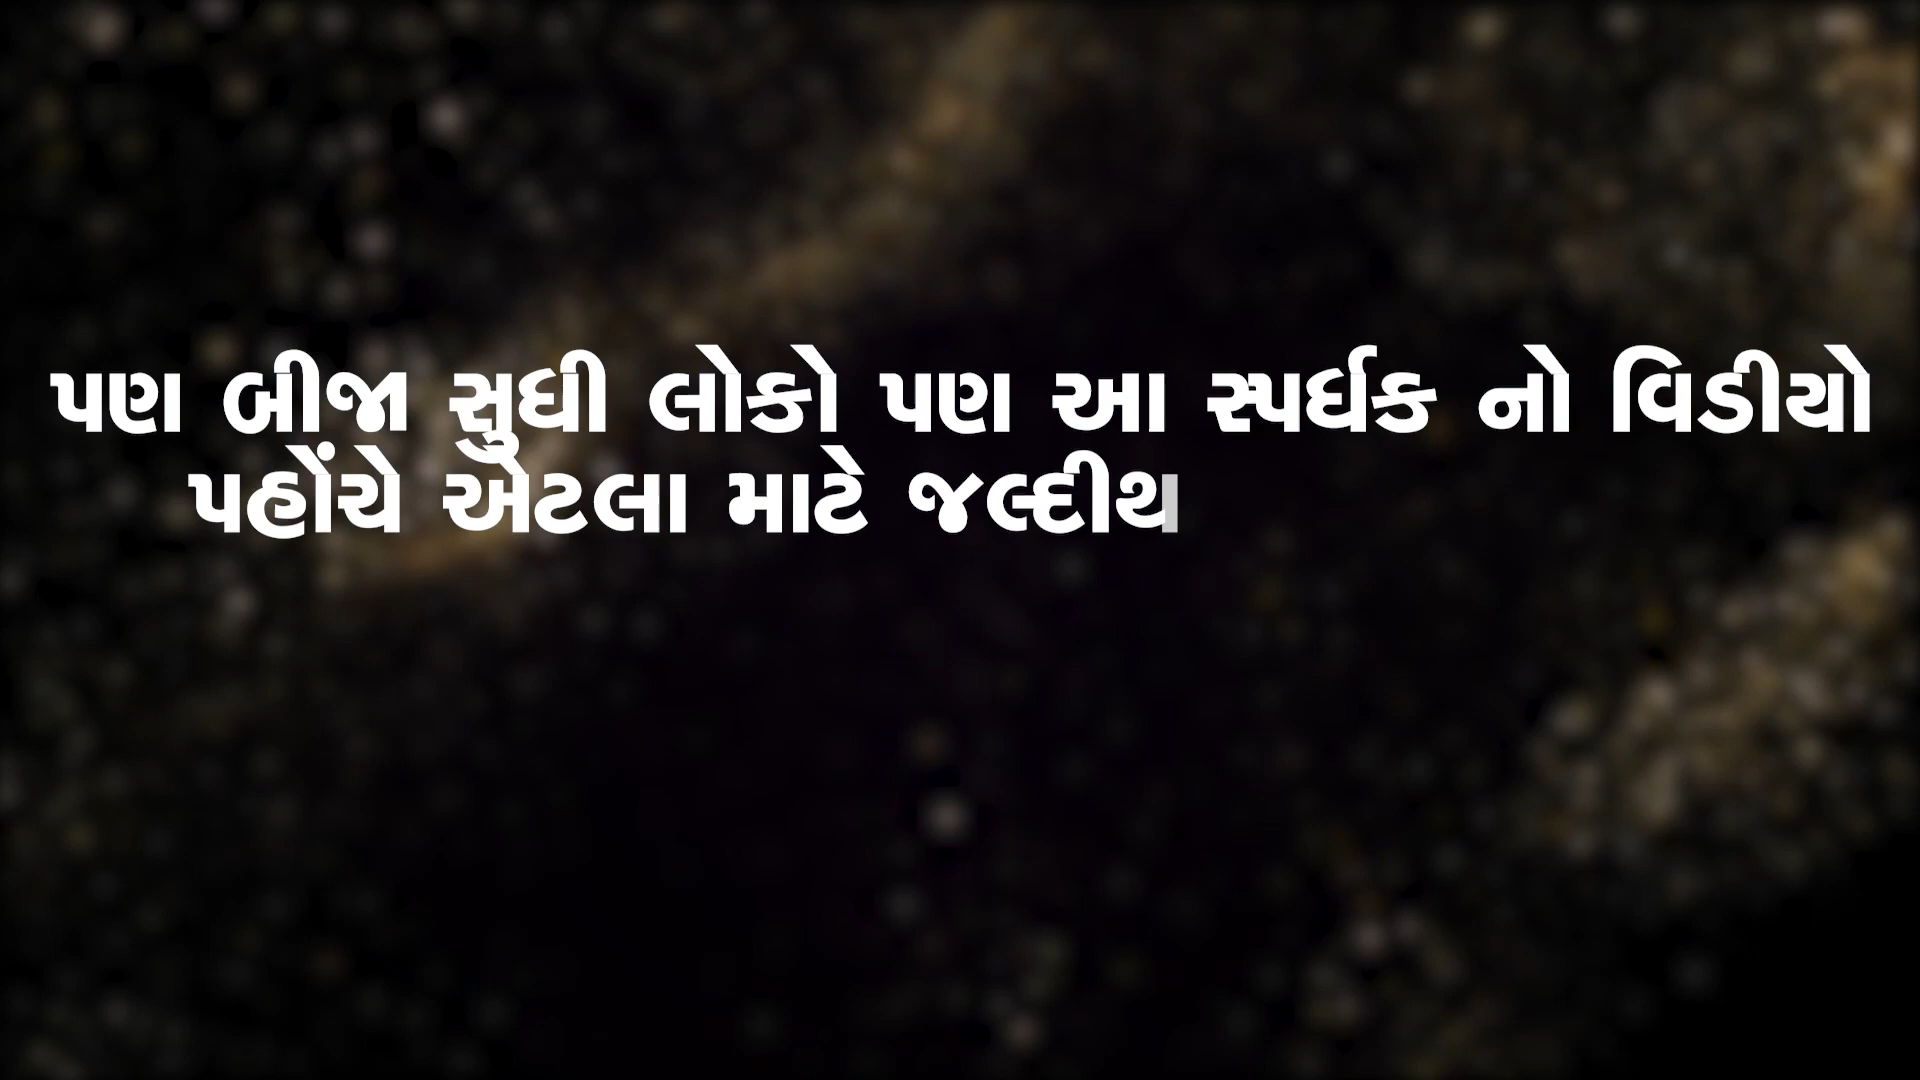 પણ બીજા સુધી લોકો પણ આ સ્પર્ધક નો વિડીયો
પહોંચે એટલા માટે જલ્દીથ